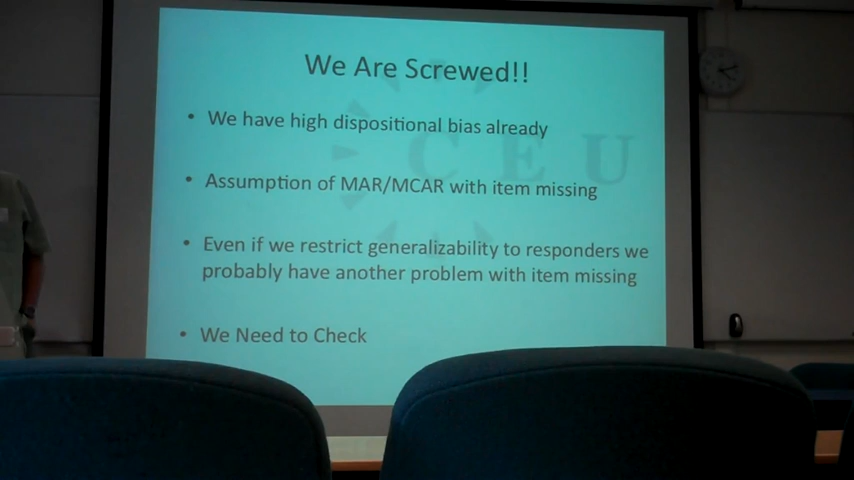 We Are Screwed!!
• We have high dispositional bias already
• Assumption of MAR/MCAR with item missing
• Even if we restrict generalizability to responders we
probably have another problem with item missing
• We Need to Check
CEU